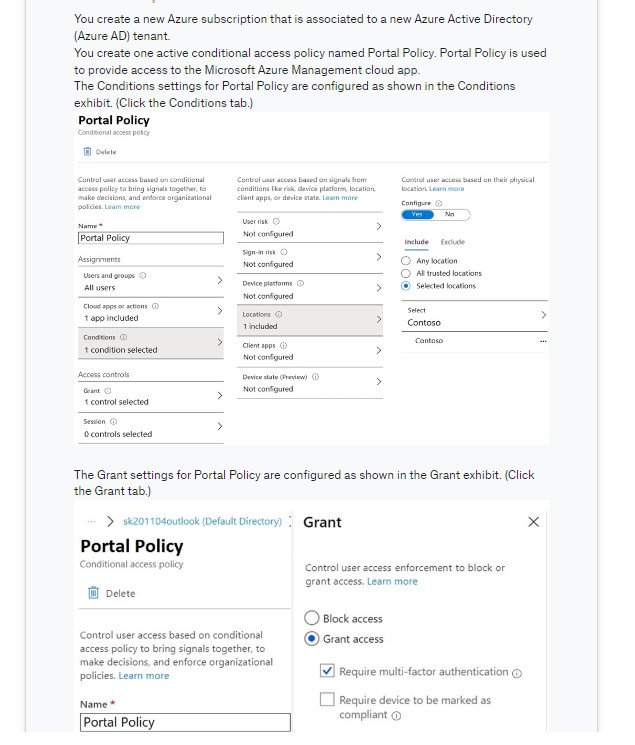 You create a new Azure subscription that is associated to a new Azure Active Directory
(Azure AD) tenant.
You create one active conditional access policy named Portal Policy. Portal Policy is used
to provide access to the Microsoft Azure Management cloud app.
The Conditions settings for Portal Policy are configured as shown in the Conditions
exhibit. (Click the Conditions tab.)
Portal Policy
Conditional access policy
Delete
Control user access based on conditional
access policy to bring signals together, to
make decisions, and enforce organizational
policies. Learn more
Name *
Portal Policy
Assignments
Users and groups
All users
Cloud apps or actions
1 app included
Conditions
1 condition selected
Access controls
Grant
1 control selected
Session
0 controls selected
Control user access based on signals from
conditions like risk, device platform, location,
client apps, or device state. Learn more
User risk
Not configured
Sign-in risk
Not configured
Device platforms
Not configured
Locations
1 included
Client apps
Not configured
Device state (Preview)
Not configured
Control user access based on their physical
location. Learn more
Configure
Yes No
Include Exclude
Any location
All trusted locations
Selected locations
Select
Contoso
Contoso
...
The Grant settings for Portal Policy are configured as shown in the Grant exhibit. (Click
the Grant tab.)
... > sk201104outlook (Default Directory)
Portal Policy
Conditional access policy
Delete
Control user access based on conditional
access policy to bring signals together, to
make decisions, and enforce organizational
policies. Learn more
Name *
Portal Policy
Grant
Control user access enforcement to block or
grant access. Learn more
Block access
Grant access
Require multi-factor authentication
Require device to be marked as
compliant